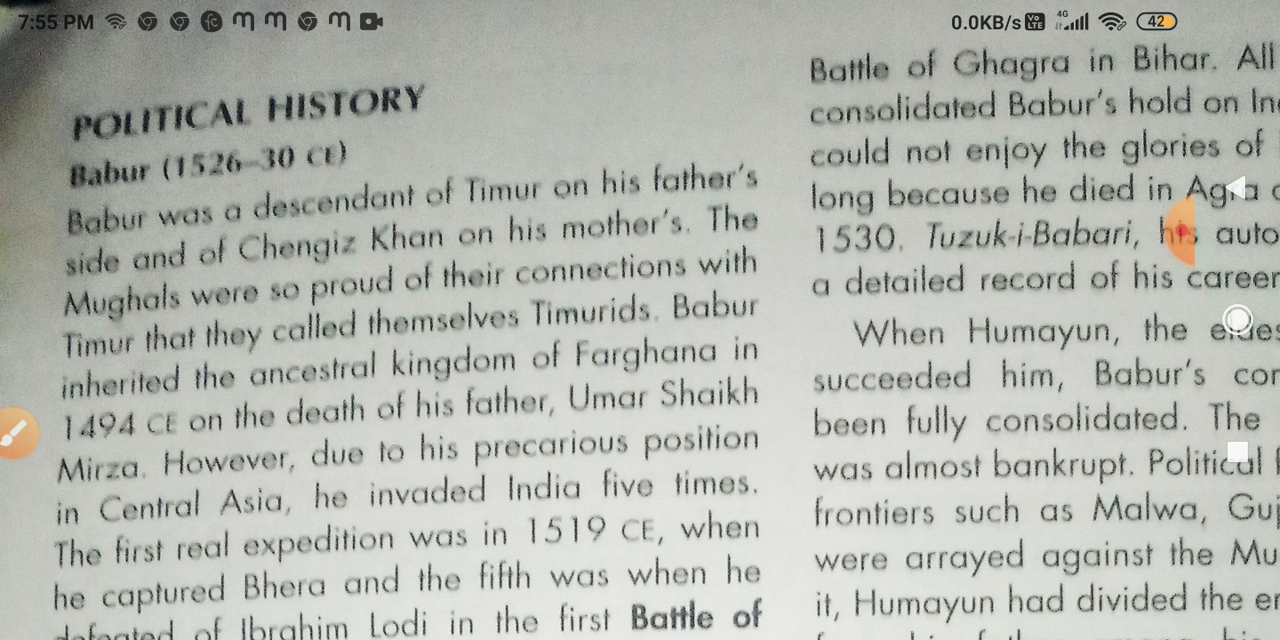 7:55 PM
0.0KB/s Vo LTE 4G 42
POLITICAL HISTORY
Babur (1526–30 CE)
Babur was a descendant of Timur on his father's
side and of Chengiz Khan on his mother's. The
Mughals were so proud of their connections with
Timur that they called themselves Timurids. Babur
inherited the ancestral kingdom of Farghana in
1494 CE on the death of his father, Umar Shaikh
Mirza. However, due to his precarious position
in Central Asia, he invaded India five times.
The first real expedition was in 1519 CE, when
he captured Bhera and the fifth was when he
defeated of Ibrahim Lodi in the first Battle of
Battle of Ghagra in Bihar. All
consolidated Babur's hold on
could not enjoy the glories of
long because he died in Agra
1530. Tuzuk-i-Babari, his
a detailed record of his career
When Humayun, the
succeeded him, Babur's
been fully consolidated. The
was almost bankrupt. Political
frontiers such as Malwa,
were arrayed against the
it, Humayun had divided the